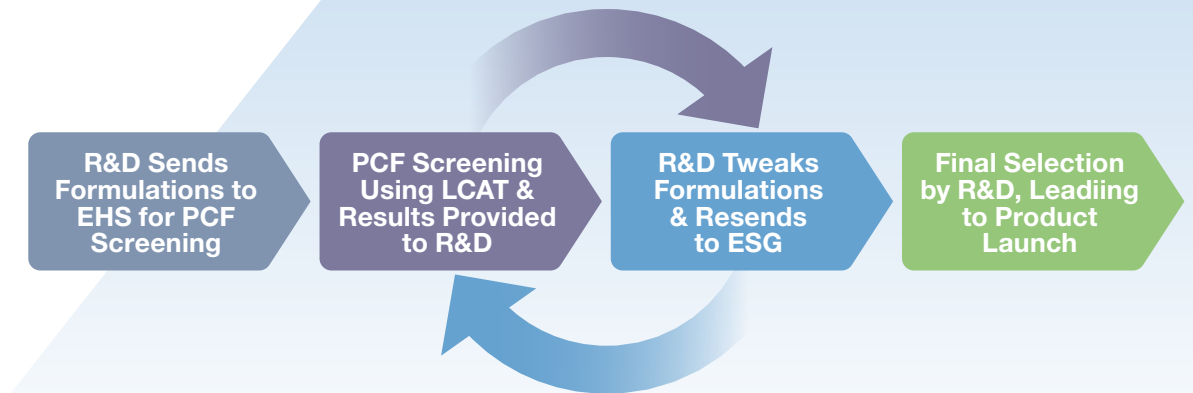 R&D Sends
Formulations to
EHS for PCF
Screening
PCF Screening
Using LCAT &
Results Provided
to R&D
R&D Tweaks
Formulations
& Resends
to ESG
Final Selection
by R&D, Leadiing
to Product
Launch